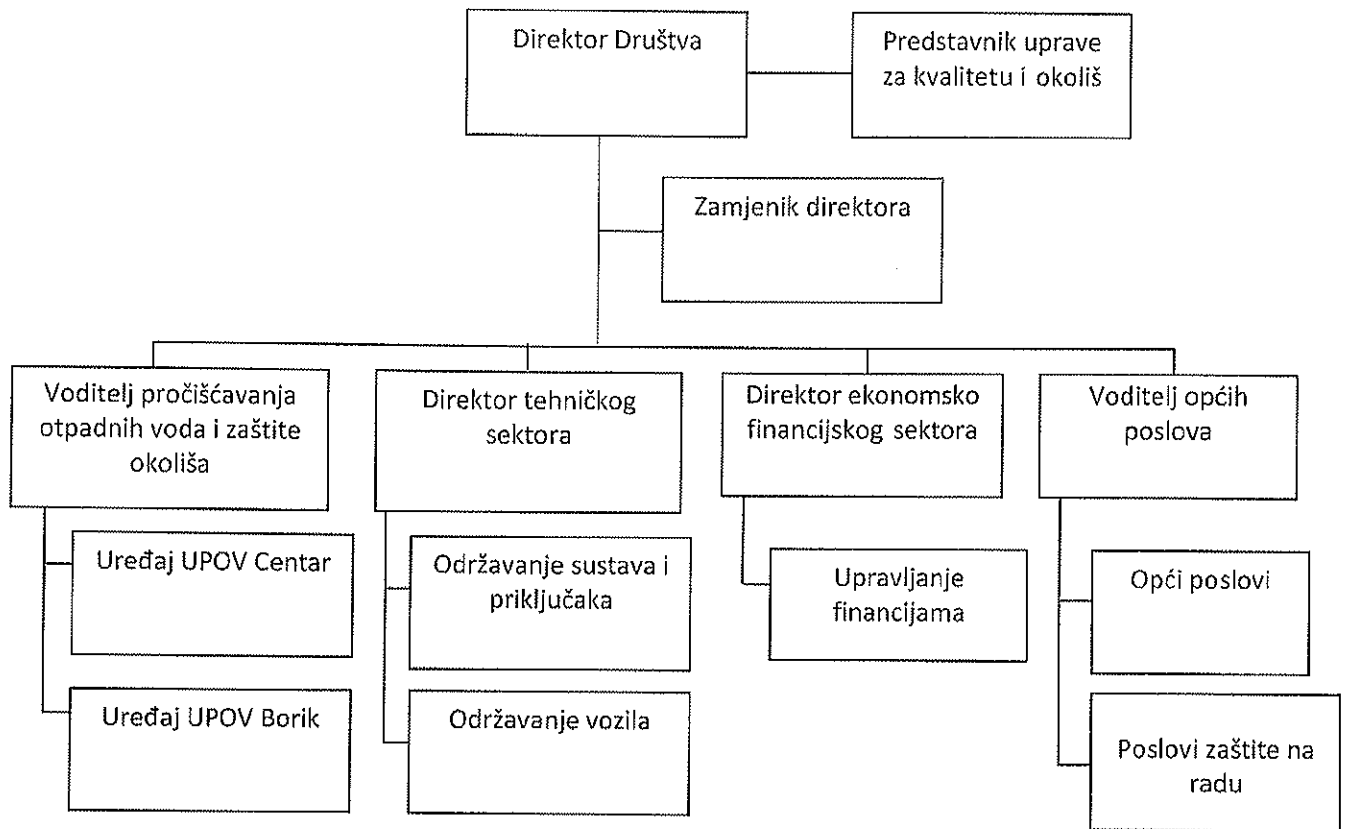 Direktor Društva
Predstavnik uprave
za kvalitetu i okoliš
Zamjenik direktora
Voditelj pročišćavanja
otpadnih voda i zaštite
okoliša
Direktor tehničkog
sektora
Direktor ekonomsko
financijskog sektora
Voditelj općih
poslova
Uređaj UPOV Centar
Održavanje sustava i
priključaka
Upravljanje
financijama
Opći poslovi
Uređaj UPOV Borik
Održavanje vozila
Poslovi zaštite na
radu